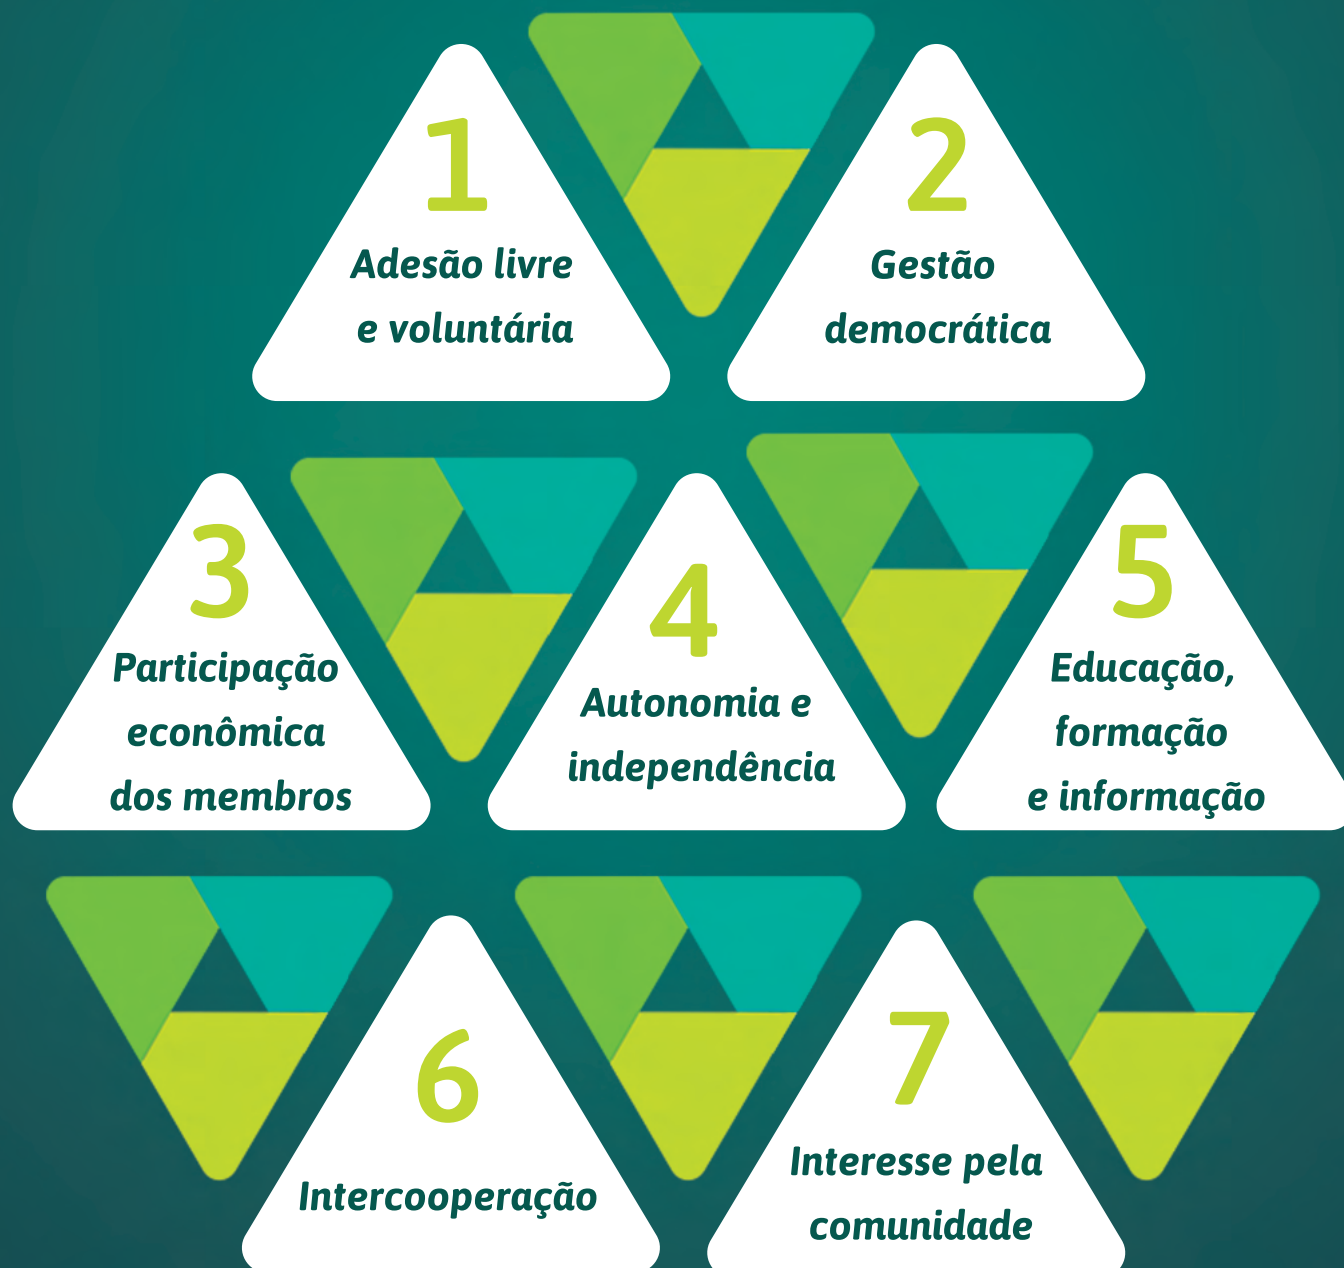 1
Adesão livre
e voluntária
2
Gestão
democrática
3
Participação
econômica
dos membros
4
Autonomia e
independência
5
Educação,
formação
e informação
6
Intercooperação
7
Interesse pela
comunidade